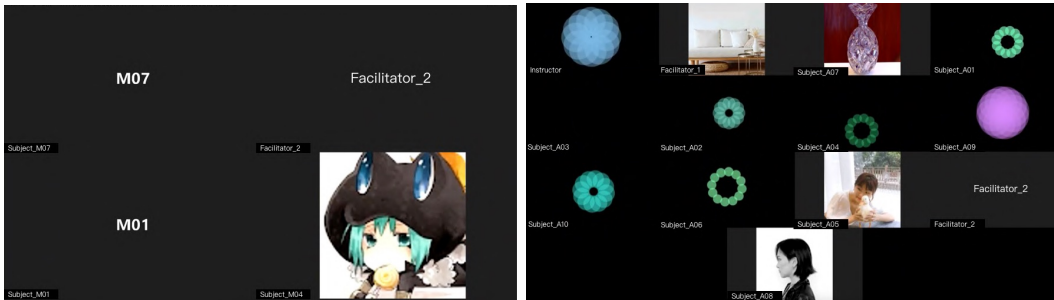 M07
Facilitator_2
Subject_M07
Facilitator_2
M01
Subject_M01
Subject_M04
Instructor
Facilitator_1
Subject_A07
Subject_A01
Subject_A03
Subject_A02
Subject_A04
Subject_A09
Facilitator_2
Subject_A10
Subject_A06
Subject_A05
Facilitator_2
Subject_A08